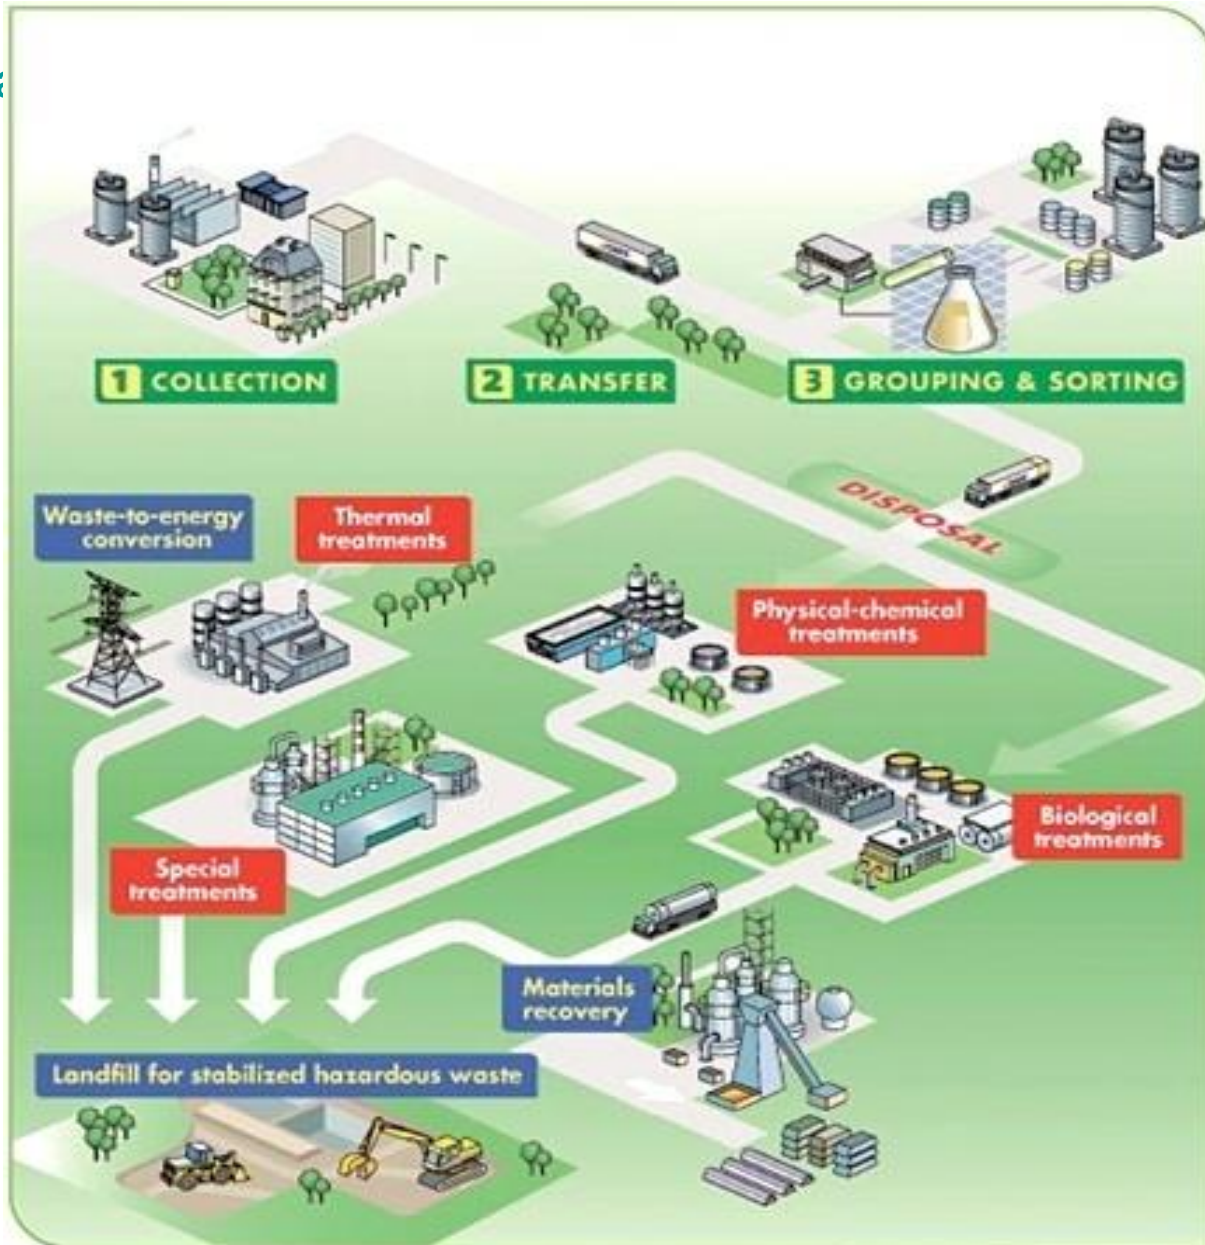 1 COLLECTION
2 TRANSFER
3 GROUPING & SORTING
DISPOSAL
Waste-to-energy
conversion
Thermal
treatments
Physical-chemical
treatments
Special
treatments
Biological
treatments
Materials
recovery
Landfill for stabilized hazardous waste